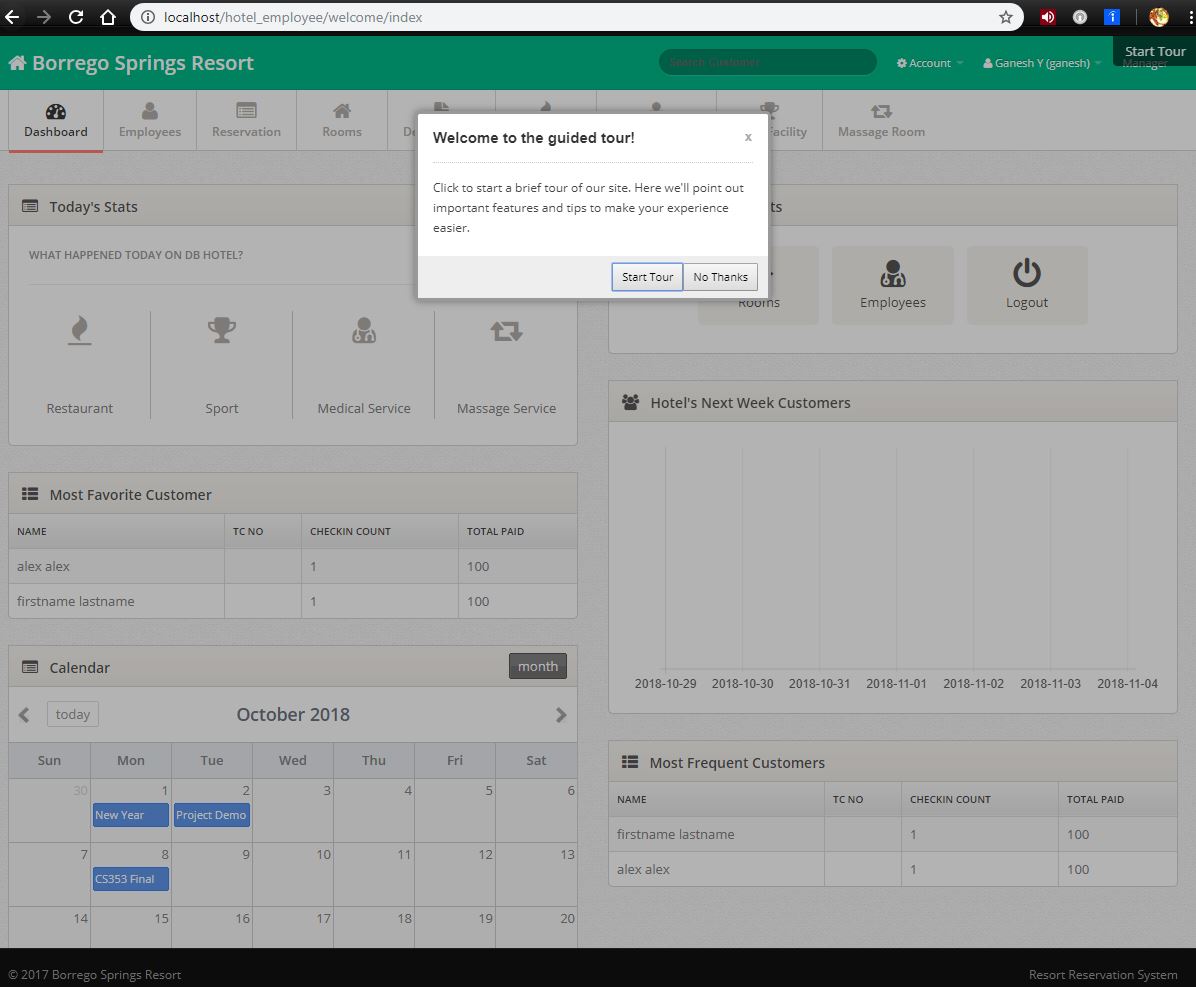 localhost/hotel_employee/welcome/index
Start Tour
Borrego Springs Resort
Search Customer
Account
Ganesh Y (ganesh)
Manager
Dashboard
Employees
Reservation
Rooms
Facility
Massage Room
Welcome to the guided tour!
x
Click to start a brief tour of our site. Here we'll point out
important features and tips to make your experience
easier.
Start Tour
No Thanks
Today's Stats
WHAT HAPPENED TODAY ON DB HOTEL?
Restaurant
Sport
Medical Service
Massage Service
Rooms
Employees
Logout
Most Favorite Customer
NAME TC NO CHECKIN COUNT TOTAL PAID
alex alex 1 100
firstname lastname 1 100
Hotel's Next Week Customers
2018-10-29 2018-10-30 2018-10-31 2018-11-01 2018-11-02 2018-11-03 2018-11-04
Calendar
month
today
October 2018
Sun Mon Tue Wed Thu Fri Sat
30 1 2 3 4 5 6
New Year Project Demo
7 8 9 10 11 12 13
CS353 Final
14 15 16 17 18 19 20
Most Frequent Customers
NAME TC NO CHECKIN COUNT TOTAL PAID
firstname lastname 1 100
alex alex 1 100
© 2017 Borrego Springs Resort
Resort Reservation System